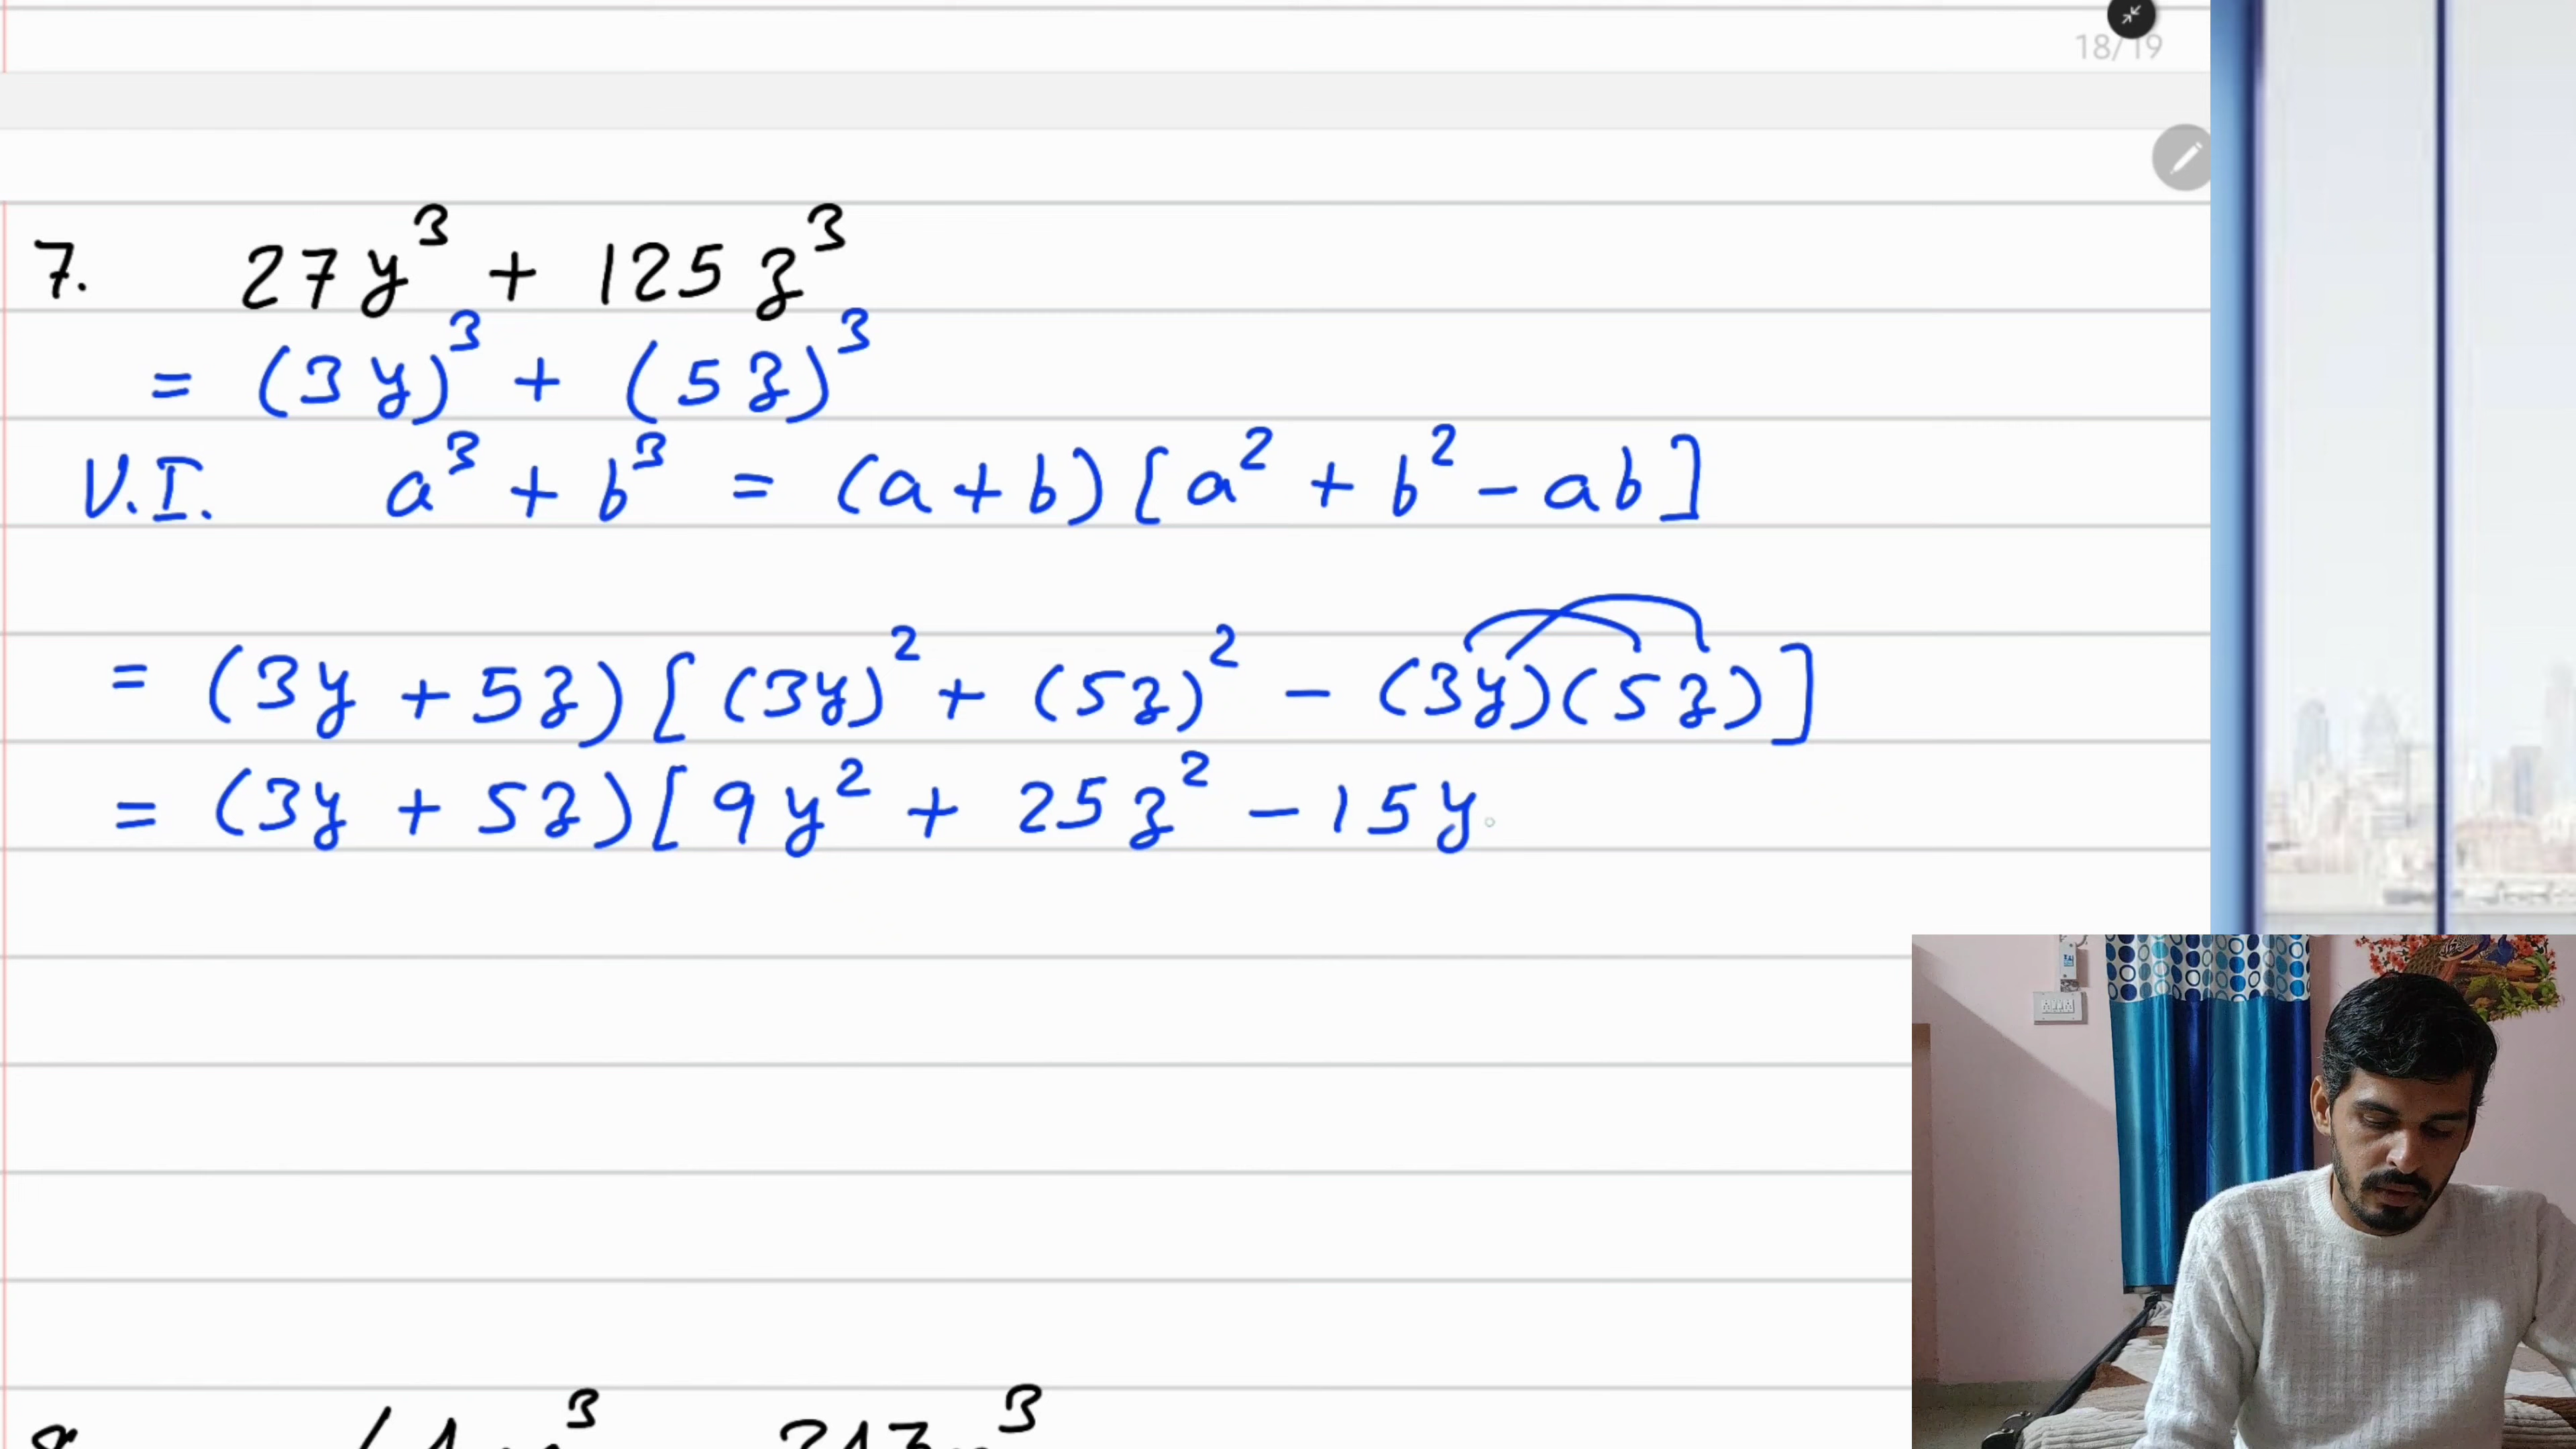 18/19
7. 27y³ + 125z³
= (3y)³ + (5z)³
V.I. a³ + b³ = (a+b)[a² + b² - ab]
= (3y + 5z)[(3y)² + (5z)² - (3y)(5z)]
= (3y + 5z)[9y² + 25z² - 15y